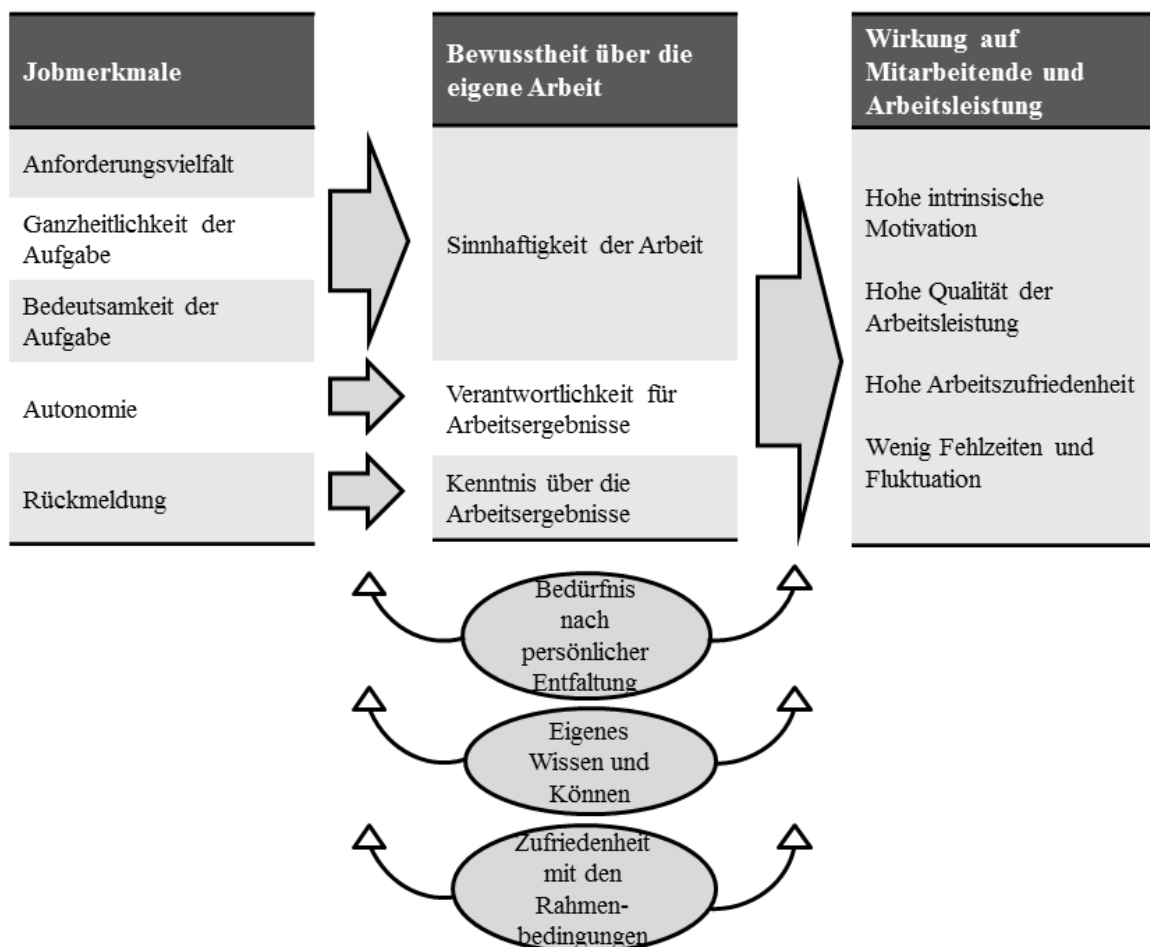 Jobmerkmale
Anforderungsvielfalt
Ganzheitlichkeit der
Aufgabe
Bedeutsamkeit der
Aufgabe
Autonomie
Rückmeldung
Bewusstheit über die
eigene Arbeit
Sinnhaftigkeit der Arbeit
Verantwortlichkeit für
Arbeitsergebnisse
Kenntnis über die
Arbeitsergebnisse
Wirkung auf
Mitarbeitende und
Arbeitsleistung
Hohe intrinsische
Motivation
Hohe Qualität der
Arbeitsleistung
Hohe Arbeitszufriedenheit
Wenig Fehlzeiten und
Fluktuation
Bedürfnis
nach
persönlicher
Entfaltung
Eigenes
Wissen und
Können
Zufriedenheit
mit den
Rahmen-
bedingungen